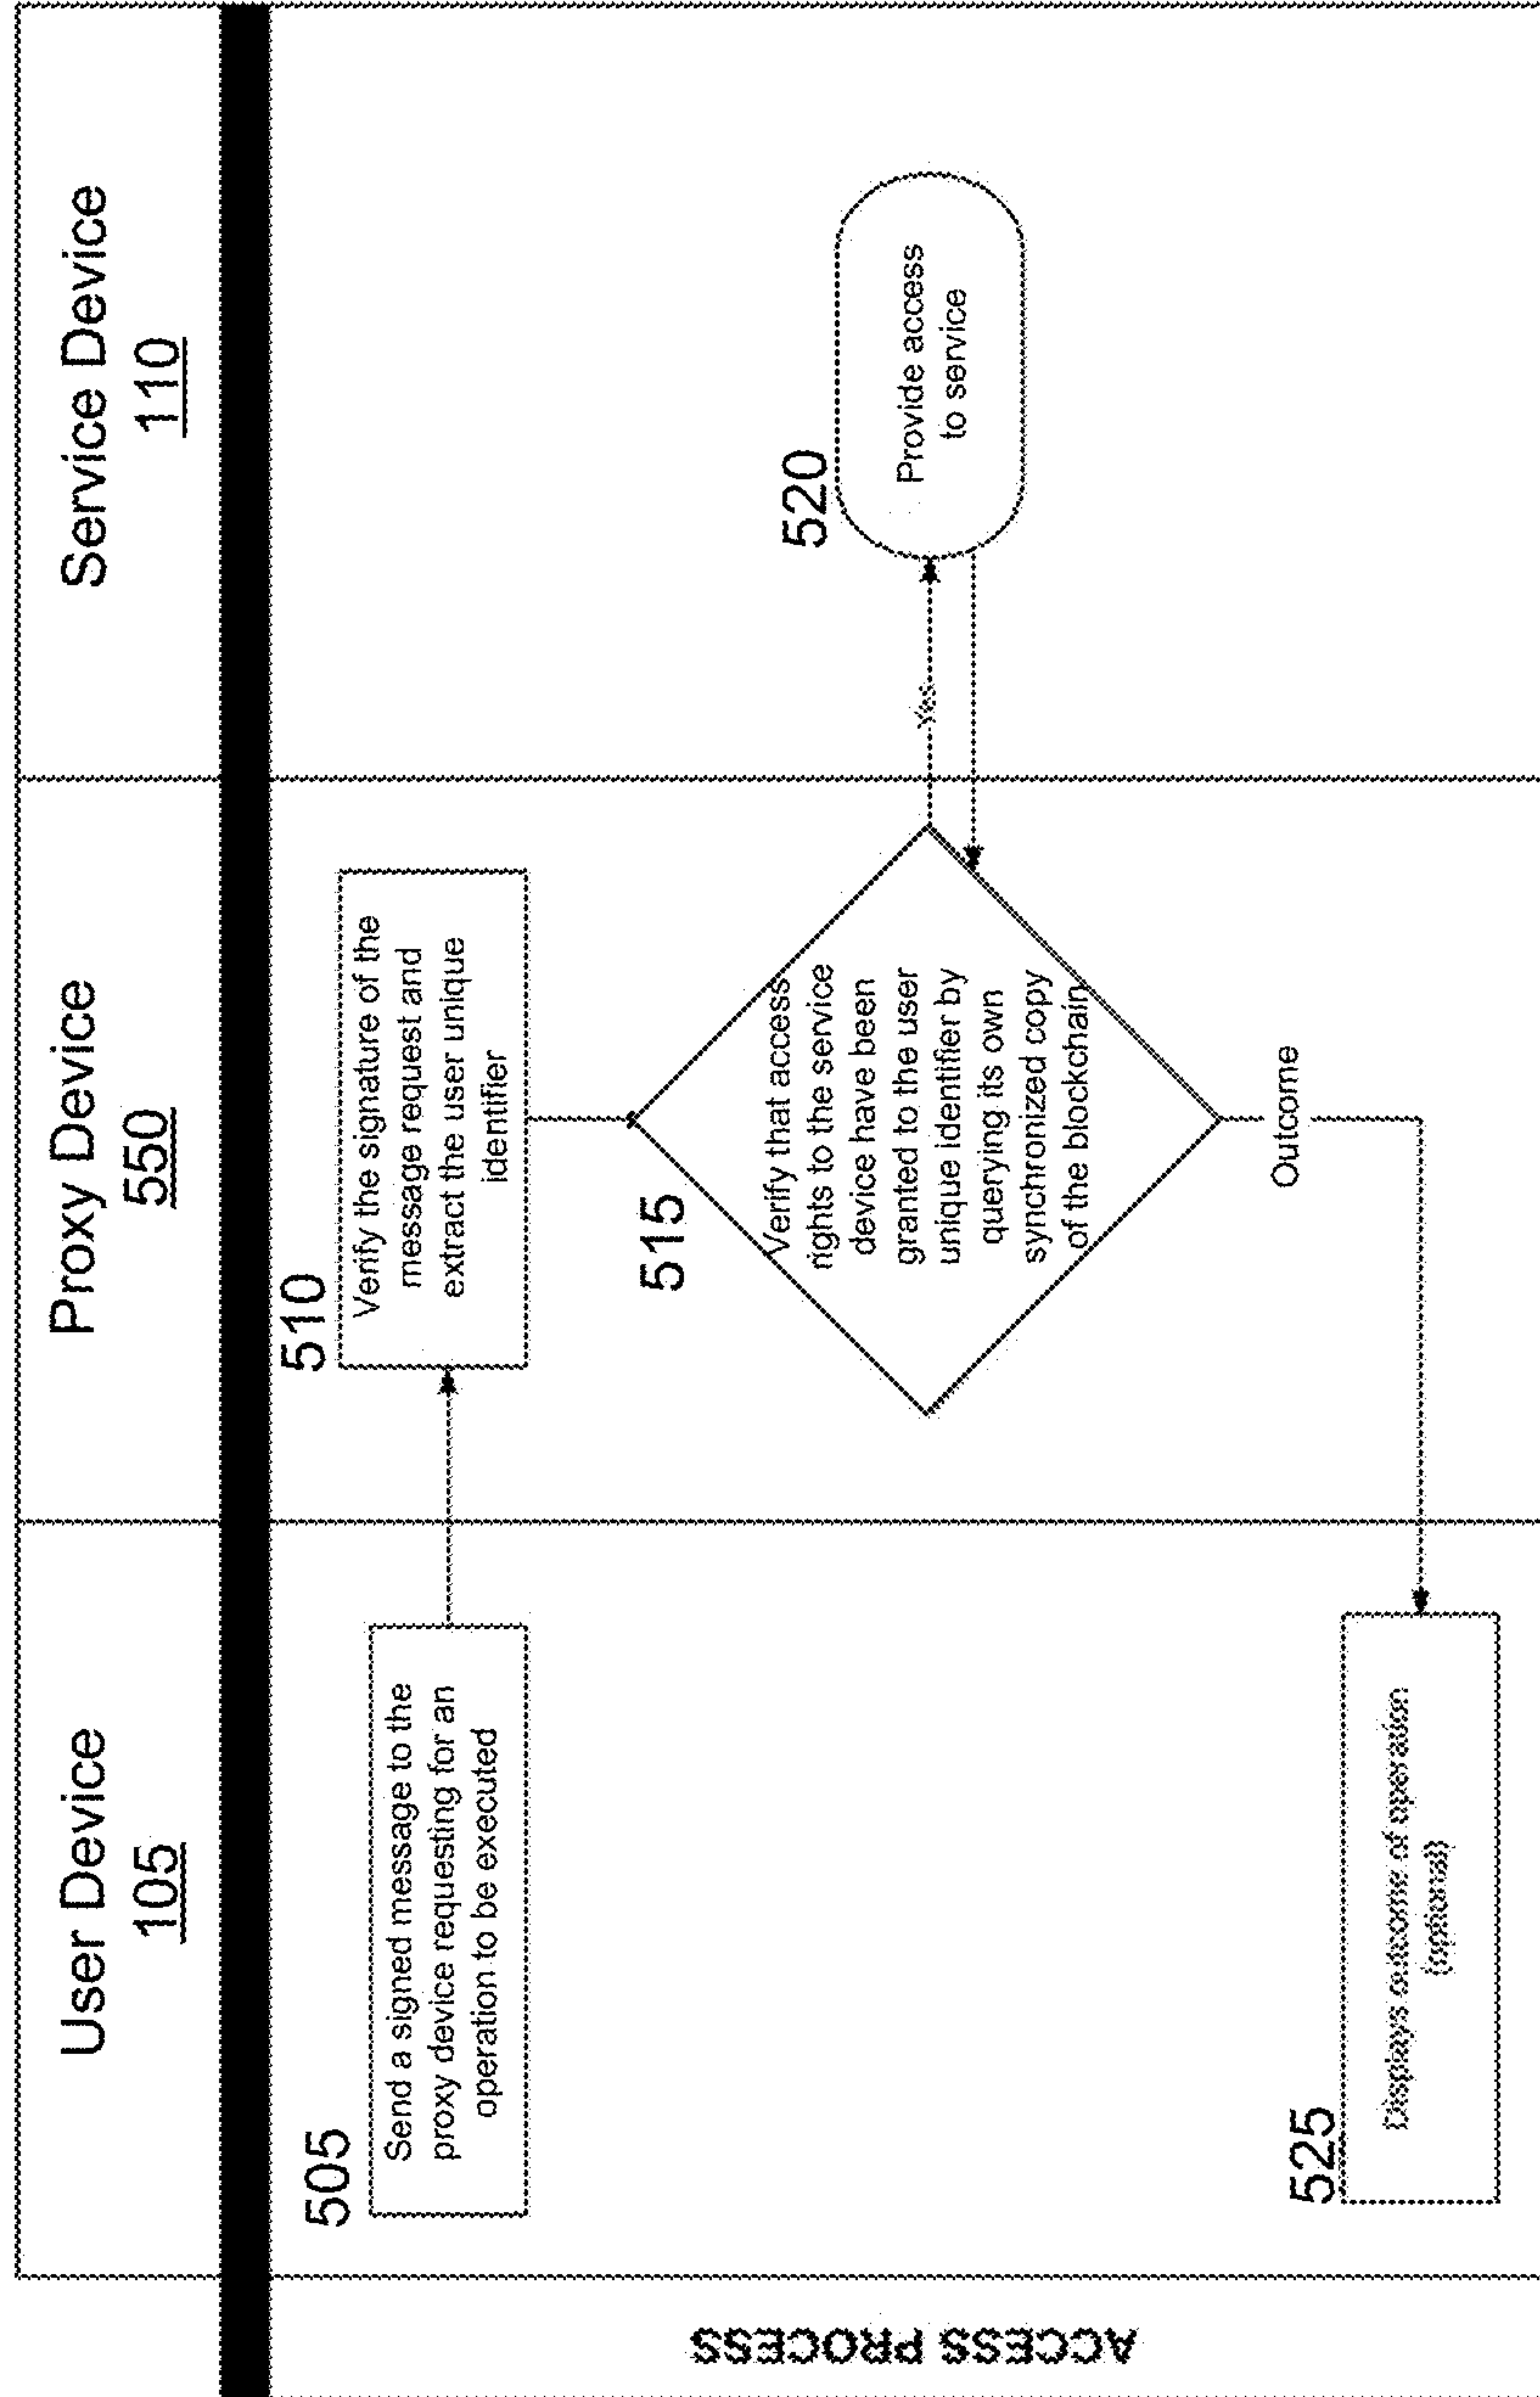 User Device
105
Proxy Device
550
Service Device
110
ACCESS PROCESS
505
Send a signed message to the
proxy device requesting for an
operation to be executed
510
Verify the signature of the
message request and
extract the user unique
identifier
515
Verify that access
rights to the service
device have been
granted to the user
unique identifier by
querying its own
synchronized copy
of the blockchain
Yes
520
Provide access
to service
Outcome
525
Displays outcome of operation
(optional)